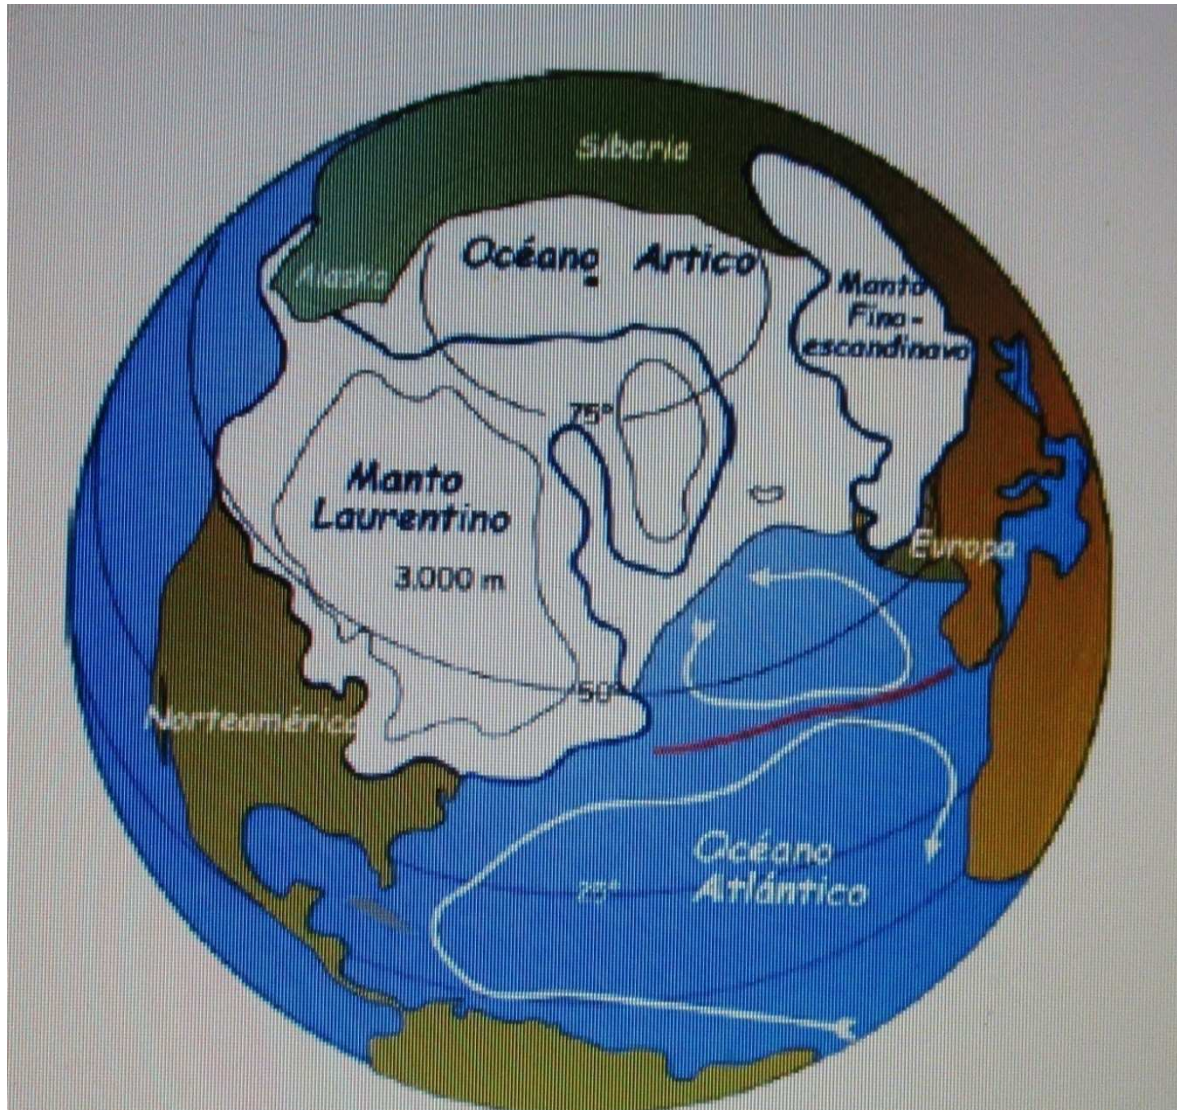 Siberia
Océano Artico
Alaska
Manto
Fino-
escandinavo
75°
Manto
Laurentino
3.000 m
Europa
50°
Norteamérica
Océano
Atlántico
25°